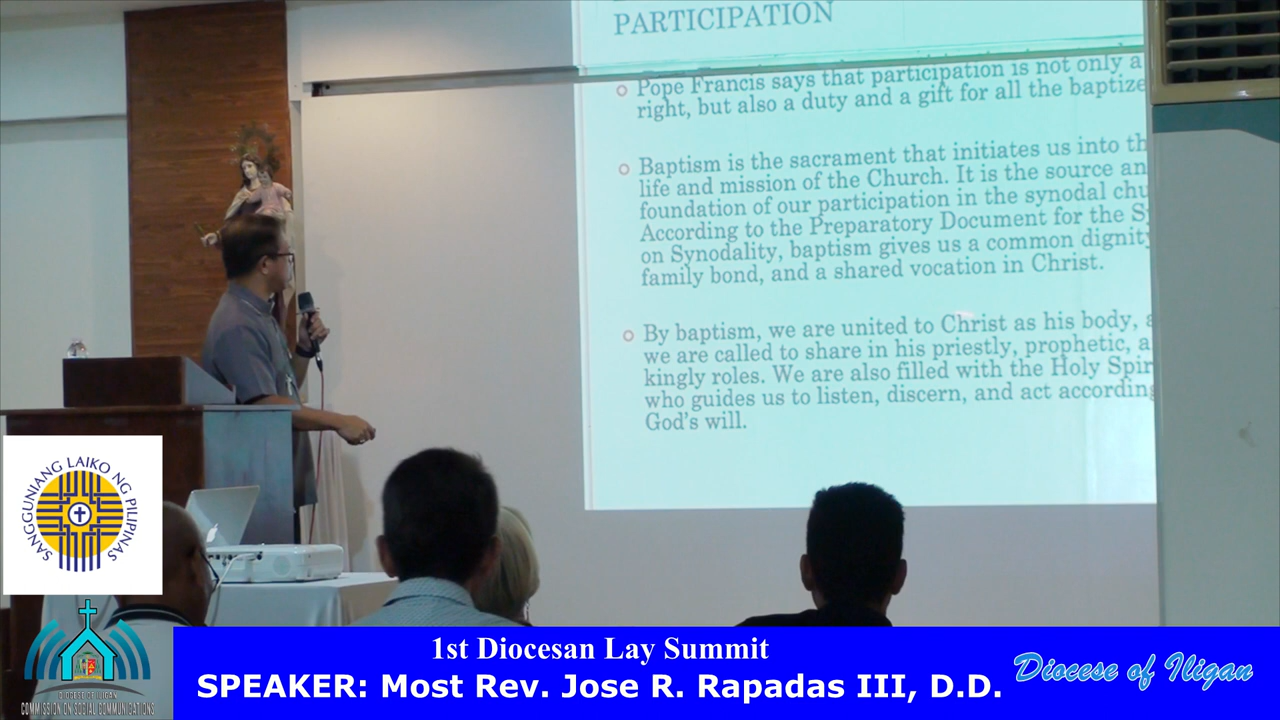 PARTICIPATION
Pope Francis says that participation is not only a
right, but also a duty and a gift for all the baptize
Baptism is the sacrament that initiates us into th
life and mission of the Church. It is the source an
foundation of our participation in the synodal chu
According to the Preparatory Document for the S
on Synodality, baptism gives us a common dignity
family bond, and a shared vocation in Christ.
By baptism, we are united to Christ as his body, a
we are called to share in his priestly, prophetic, a
kingly roles. We are also filled with the Holy Spir
who guides us to listen, discern, and act according
God's will.
SANGGUNIANG LAIKO NG PILIPINAS
DIOCESE OF ILIGAN
COMMISSION ON SOCIAL COMMUNICATIONS
1st Diocesan Lay Summit
SPEAKER: Most Rev. Jose R. Rapadas III, D.D.
Diocese of Iligan